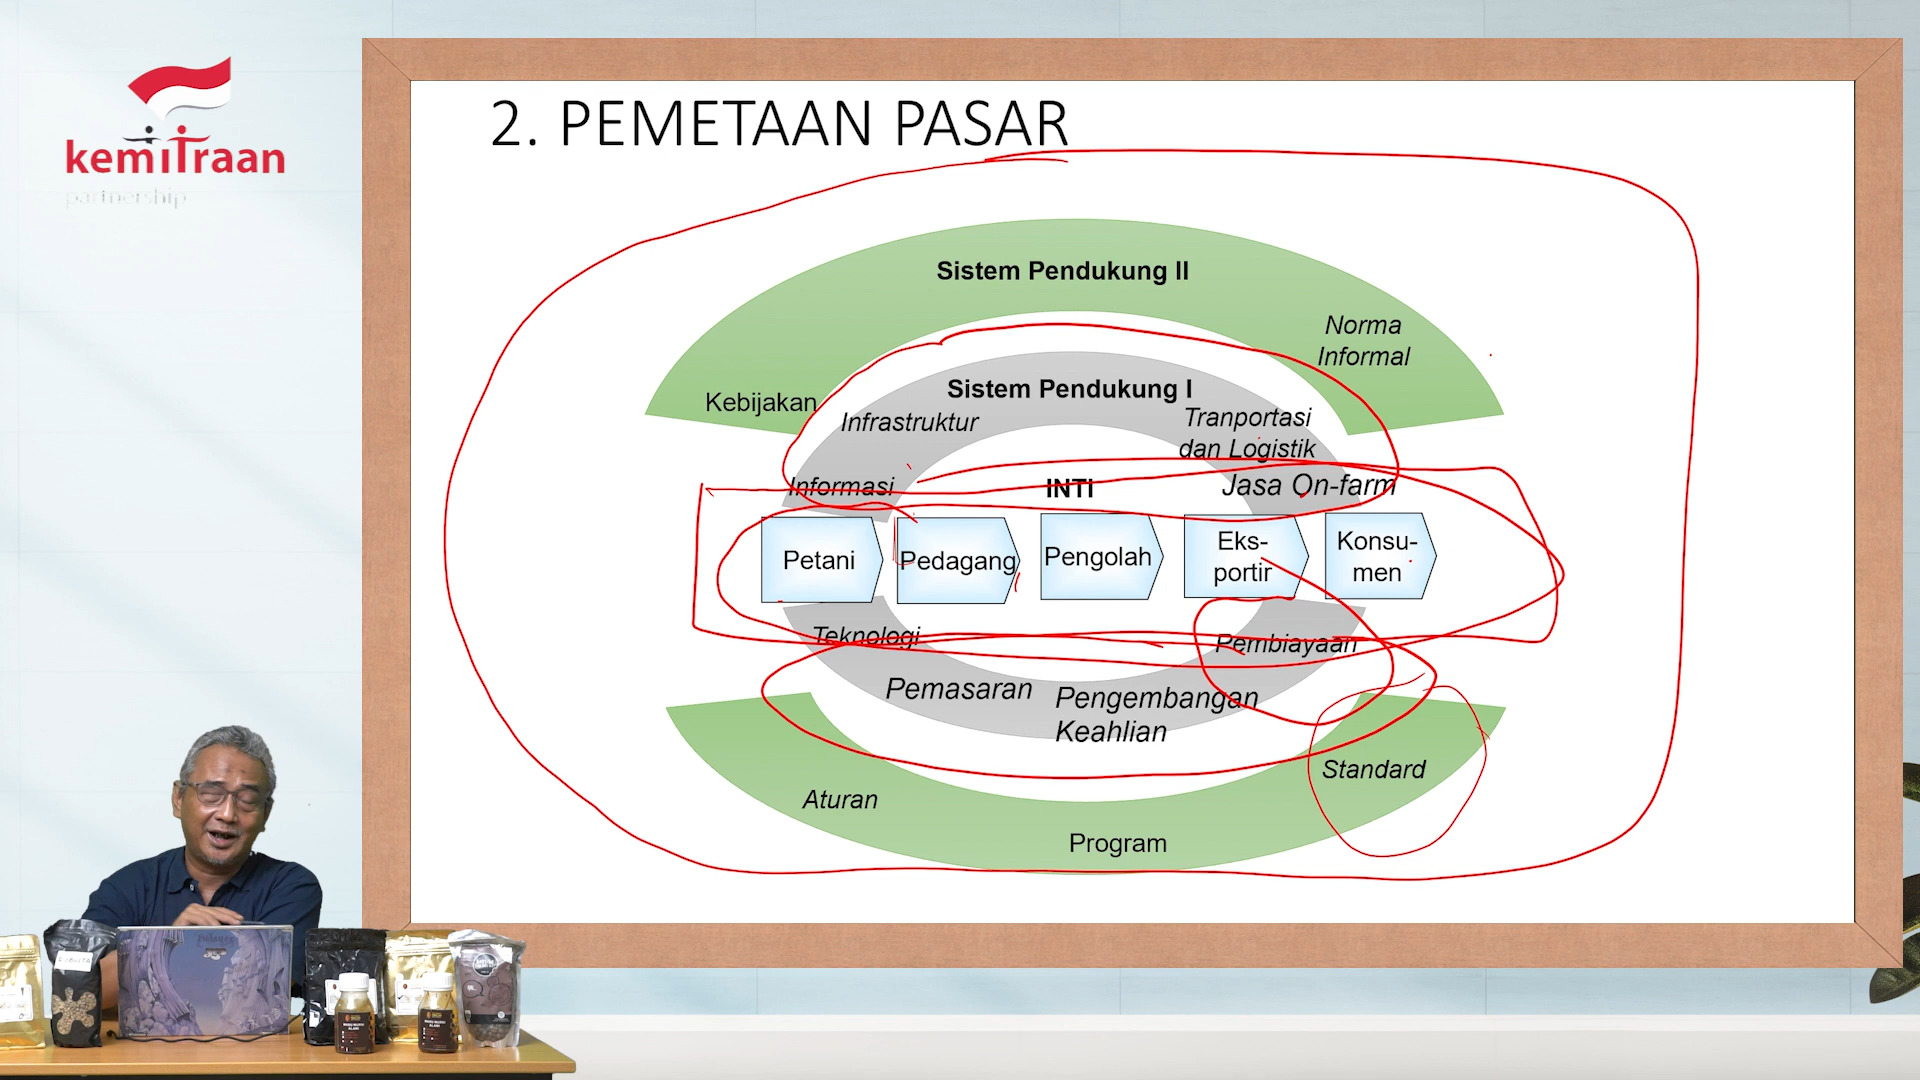 kemitraan
partnership
2. PEMETAAN PASAR
Sistem Pendukung II
Norma
Informal
Kebijakan
Sistem Pendukung I
Infrastruktur
Tranportasi
dan Logistik
Informasi
INTI
Jasa On-farm
Petani
Pedagang
Pengolah
Eks-
portir
Konsu-
men
Teknologi
Pembiayaan
Pemasaran
Pengembangan
Keahlian
Standard
Aturan
Program